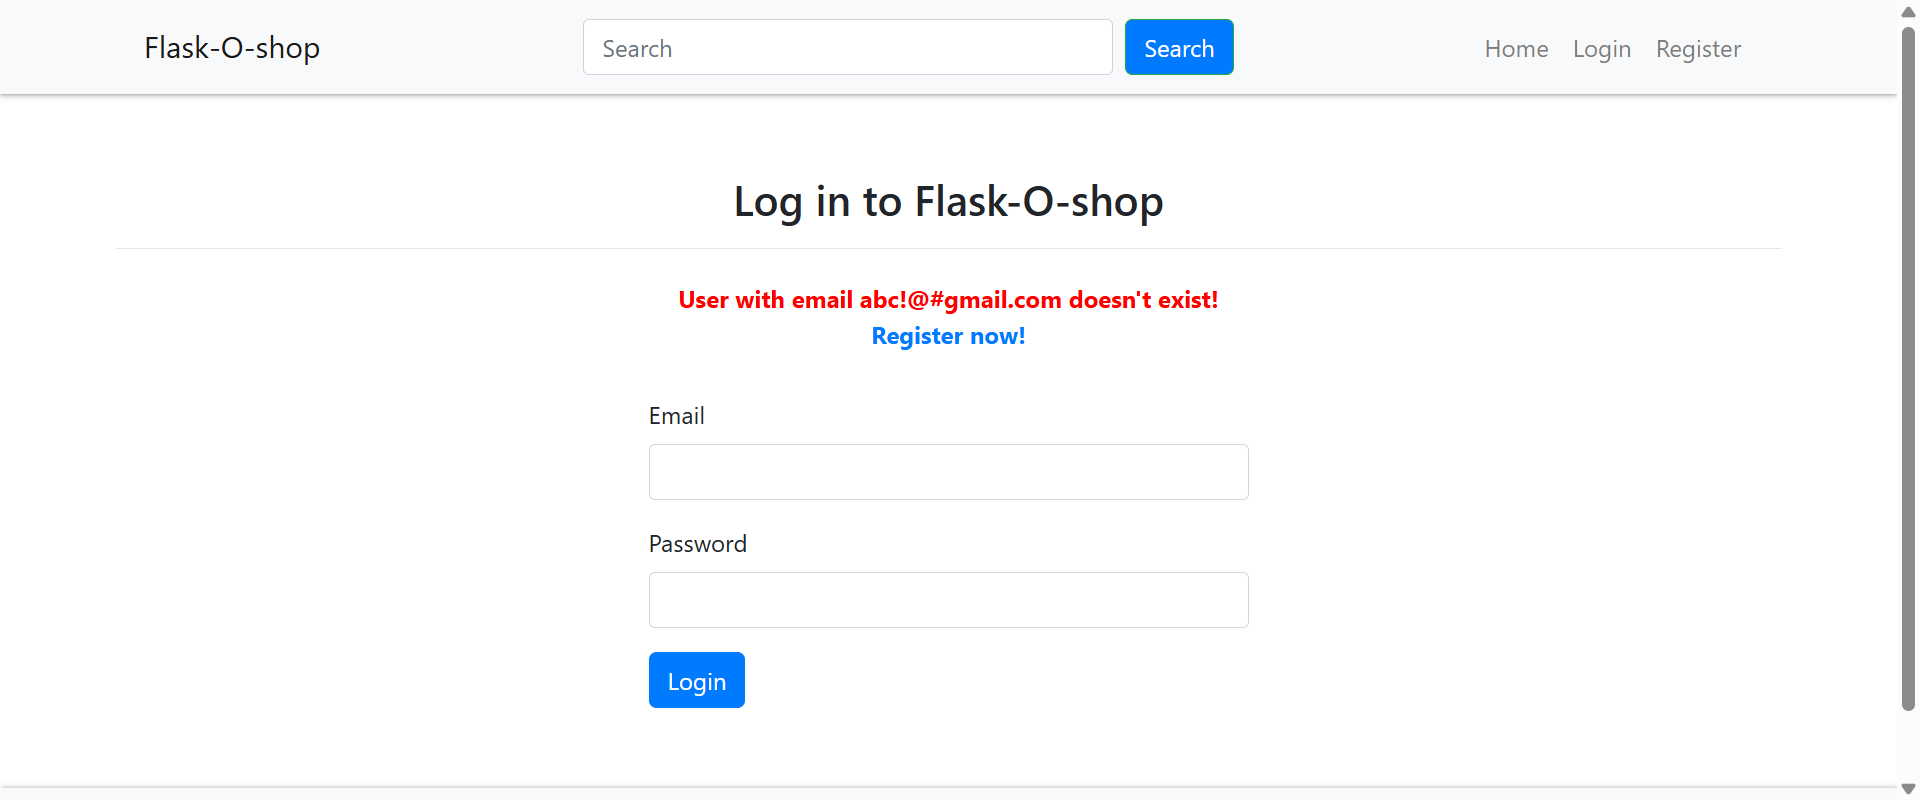 Flask-O-shop
Search
Search
Home
Login
Register
Log in to Flask-O-shop
User with email abc!@#gmail.com doesn't exist!
Register now!
Email
Password
Login